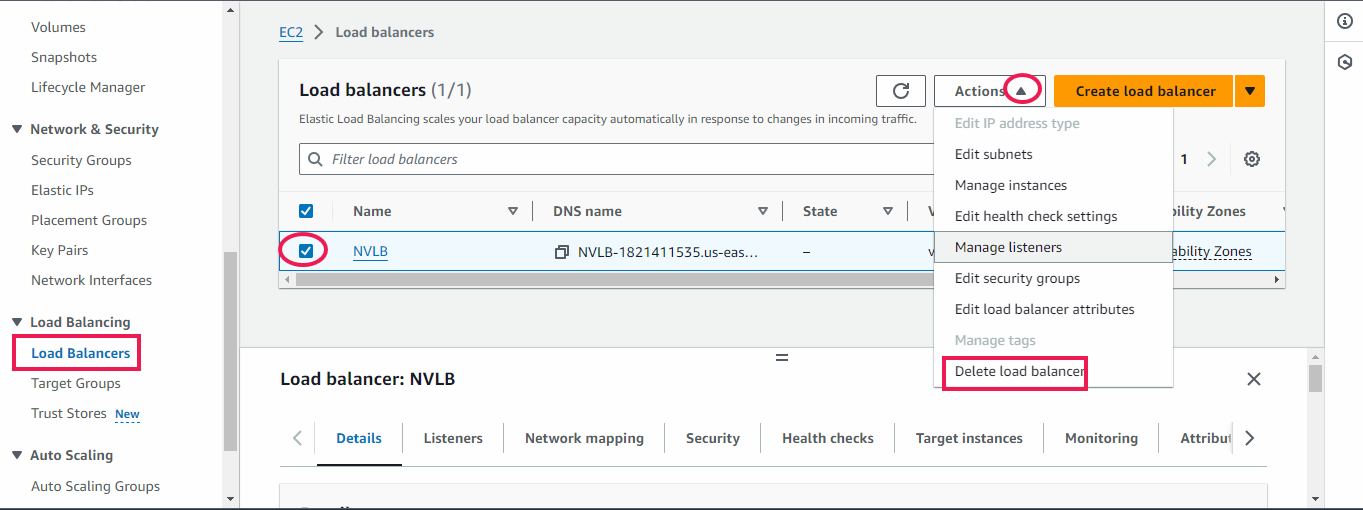 Volumes
Snapshots
Lifecycle Manager
Network & Security
Security Groups
Elastic IPs
Placement Groups
Key Pairs
Network Interfaces
Load Balancing
Load Balancers
Target Groups
Trust Stores New
Auto Scaling
Auto Scaling Groups
EC2 > Load balancers
Load balancers (1/1)
Elastic Load Balancing scales your load balancer capacity automatically in response to changes in incoming traffic.
Actions
Create load balancer
Filter load balancers
1
Name
DNS name
State
V
bility Zones
NVLB
NVLB-1821411535.us-eas...
–
v
ability Zones
Edit IP address type
Edit subnets
Manage instances
Edit health check settings
Manage listeners
Edit security groups
Edit load balancer attributes
Manage tags
Delete load balancer
Load balancer: NVLB
Details
Listeners
Network mapping
Security
Health checks
Target instances
Monitoring
Attribut